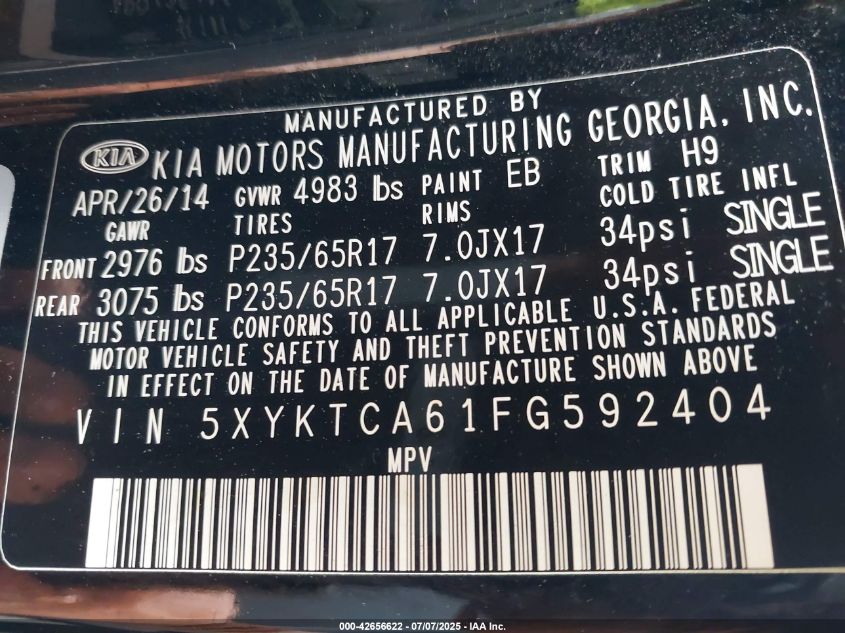 MANUFACTURED BY
KIA KIA MOTORS MANUFACTURING GEORGIA, INC.
APR/26/14 GVWR 4983 lbs PAINT EB TRIM H9
GAWR TIRES RIMS COLD TIRE INFL
FRONT 2976 lbs P235/65R17 7.0JX17 34psi SINGLE
REAR 3075 lbs P235/65R17 7.0JX17 34psi SINGLE
THIS VEHICLE CONFORMS TO ALL APPLICABLE U.S.A. FEDERAL
MOTOR VEHICLE SAFETY AND THEFT PREVENTION STANDARDS
IN EFFECT ON THE DATE OF MANUFACTURE SHOWN ABOVE
VIN 5XYKTCA61FG592404
MPV
000-42656622 - 07/07/2025 - IAA Inc.